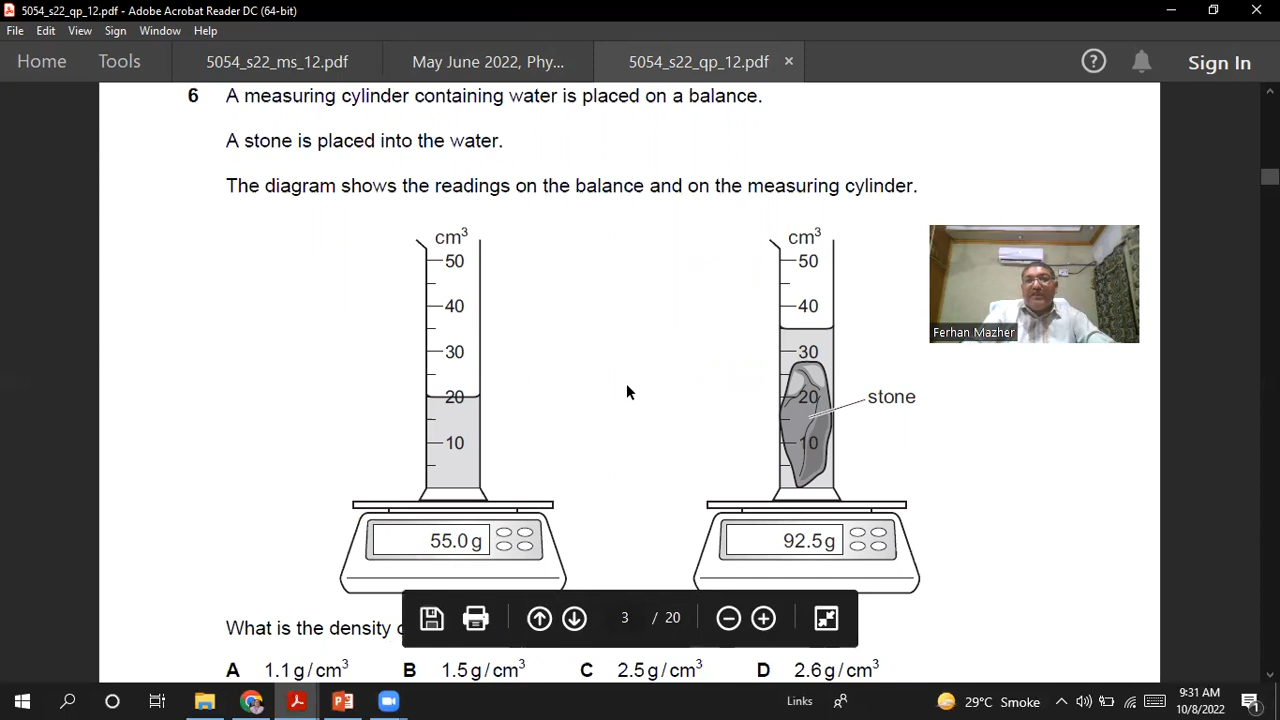 5054_s22_qp_12.pdf - Adobe Acrobat Reader DC (64-bit)
File Edit View Sign Window Help
Home Tools 5054_s22_ms_12.pdf May June 2022, Phy... 5054_s22_qp_12.pdf × Sign In
6 A measuring cylinder containing water is placed on a balance.
A stone is placed into the water.
The diagram shows the readings on the balance and on the measuring cylinder.
cm³ cm³
50 50
40 40
30 30
20 20
10 10
stone
Ferhan Mazher
55.0 g 92.5 g
3 / 20
What is the density
A 1.1 g / cm³ B 1.5 g / cm³ C 2.5 g / cm³ D 2.6 g / cm³
Links 29°C Smoke 9:31 AM
10/8/2022
1